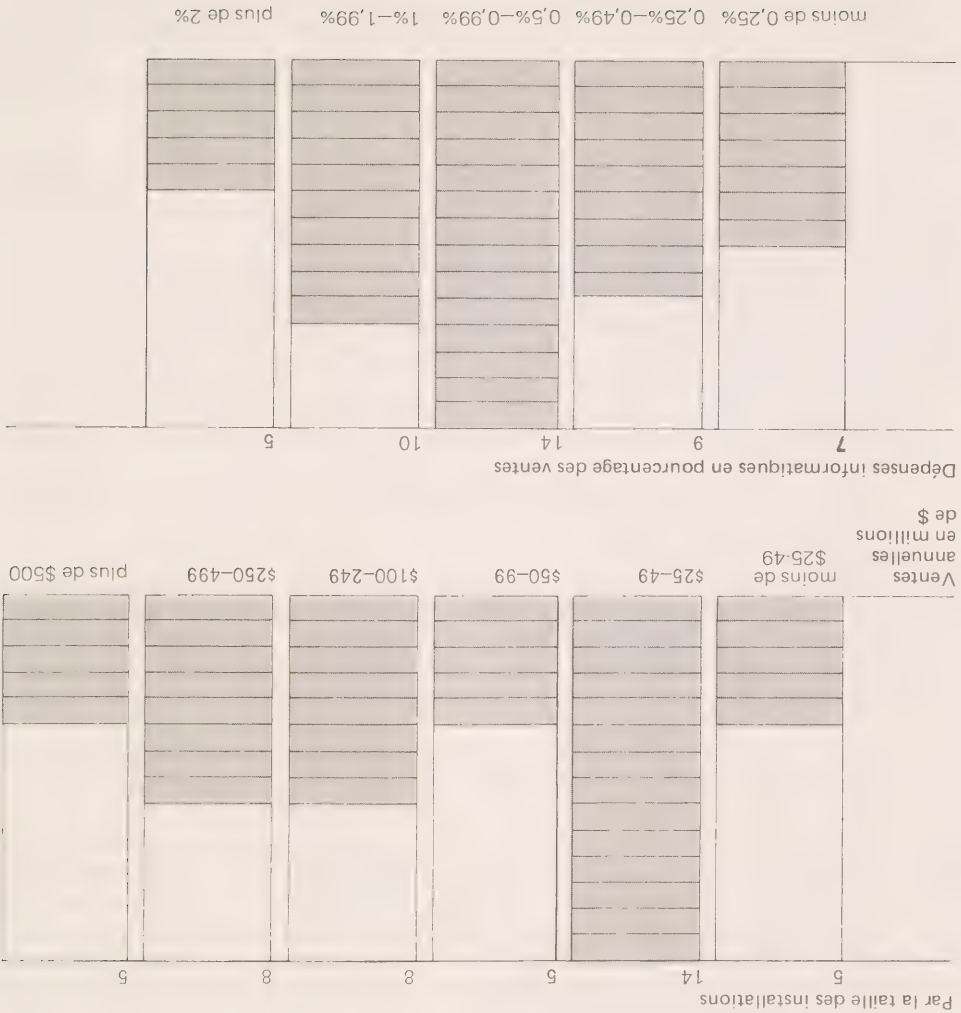 Par la taille des installations
5 14 5 8 8 5
Ventes annuelles en millions de $
moins de $25-49
$25–49
$50–99
$100–249
$250–499
plus de $500
Dépenses informatiques en pourcentage des ventes
7 9 14 10 5
moins de 0,25% 0,25%–0,49% 0,5%–0,99% 1%–1,99% plus de 2%